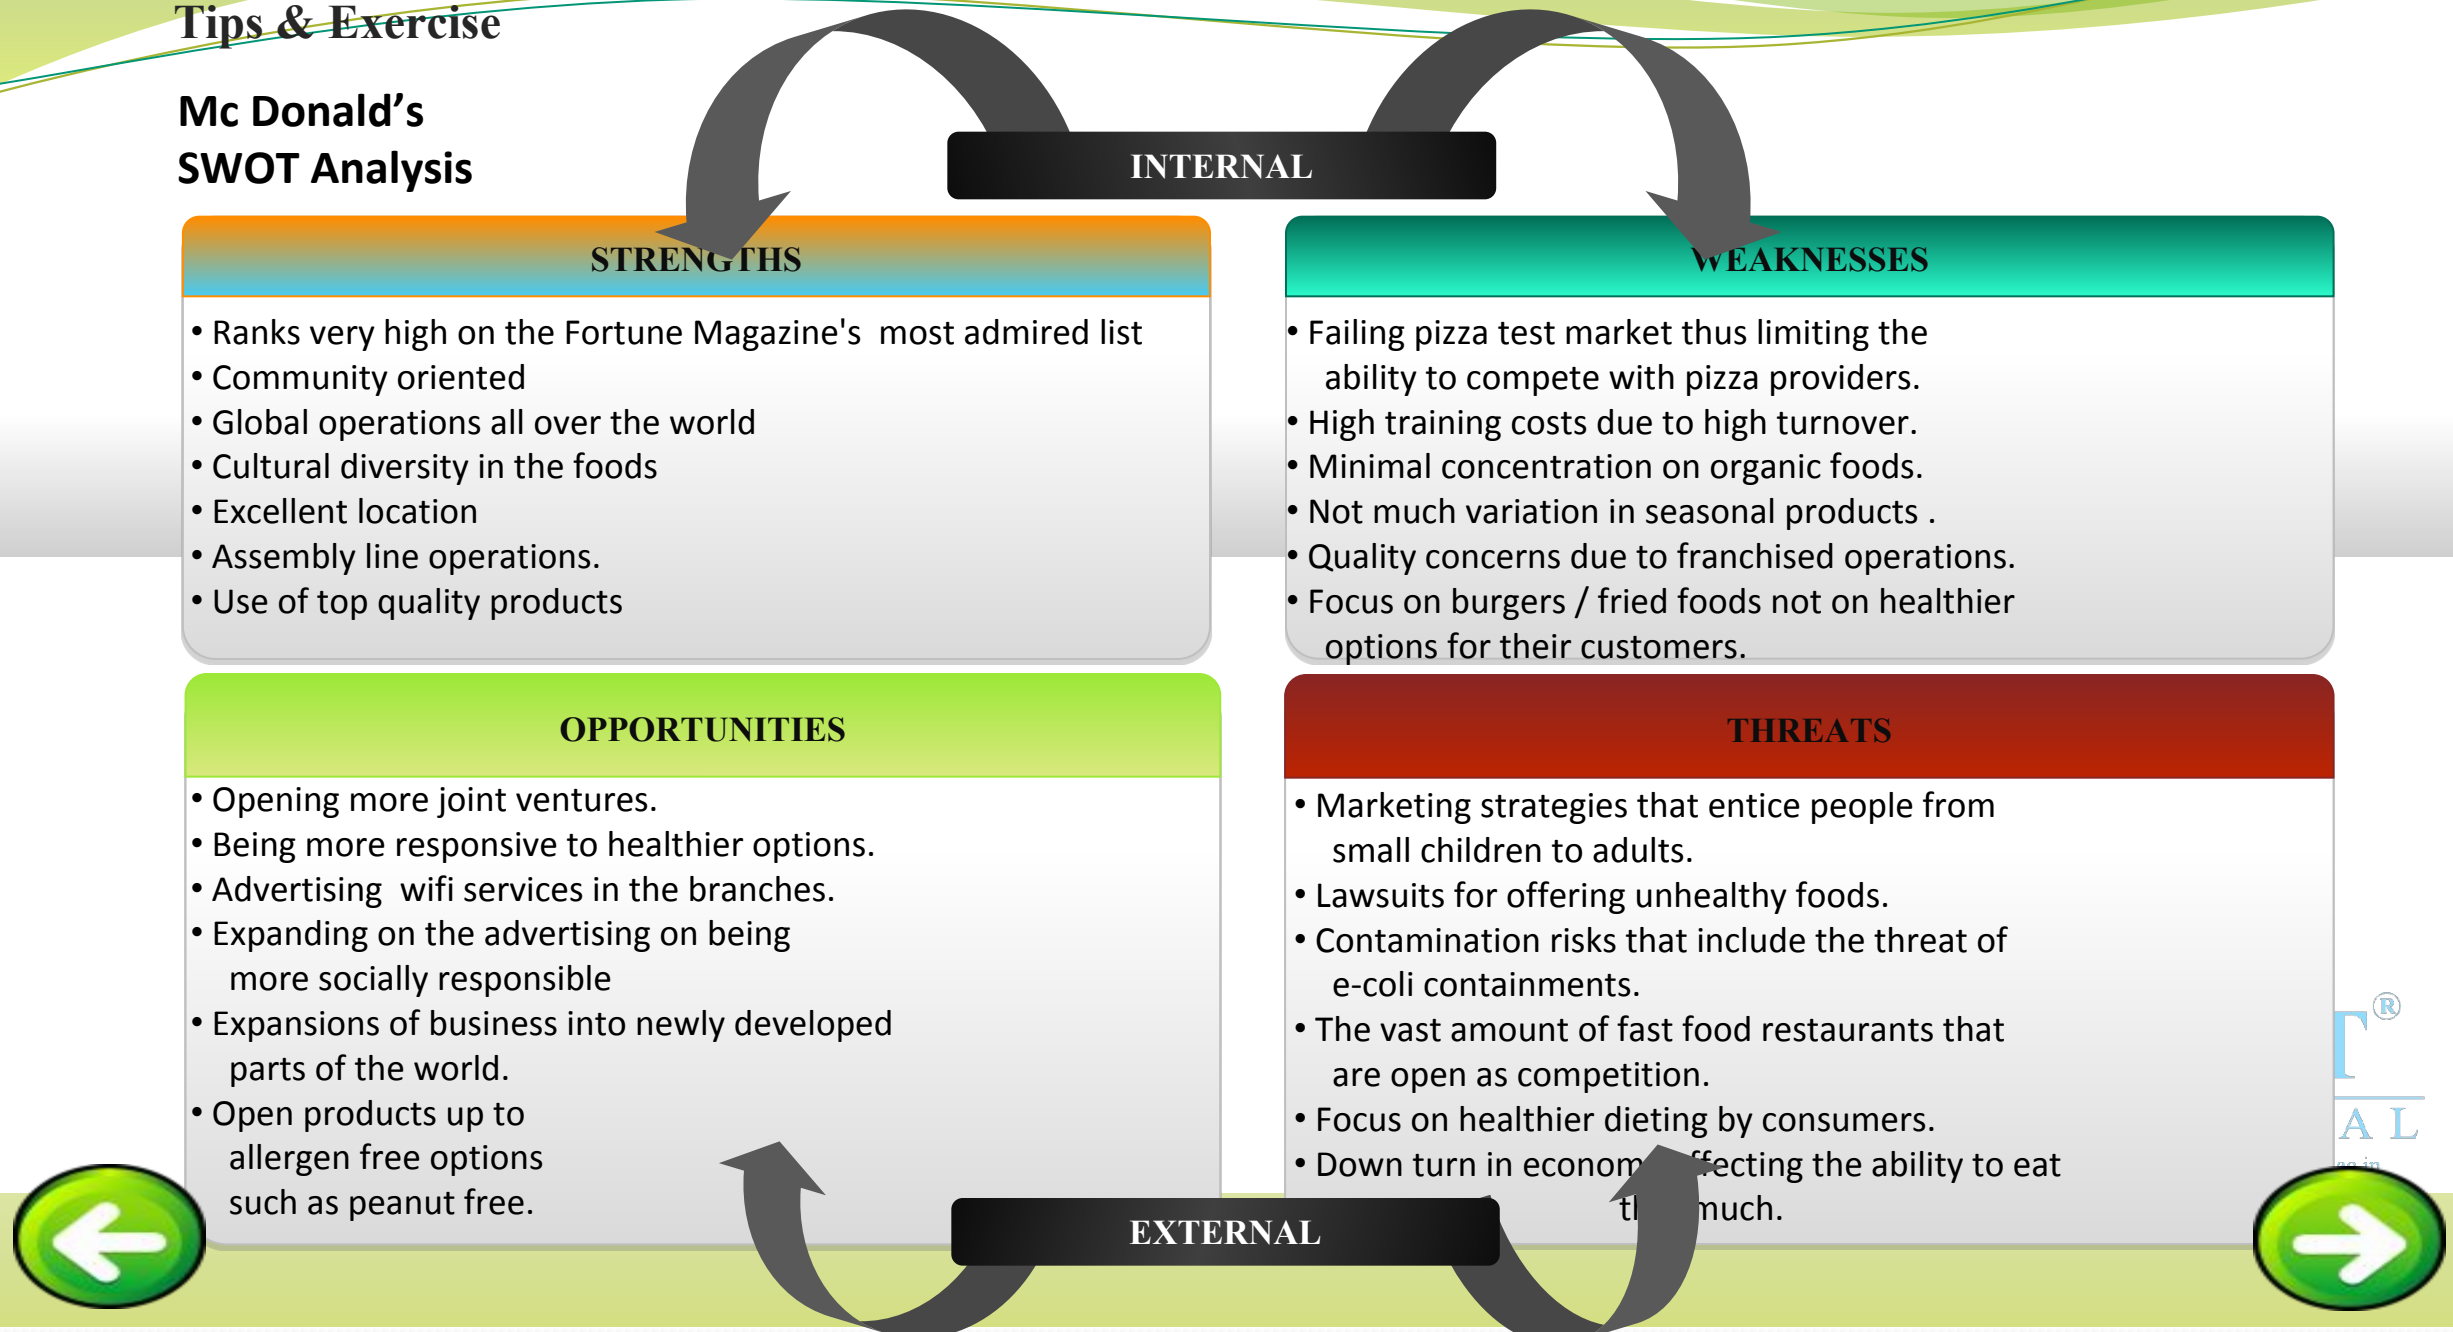 Tips & Exercise
Mc Donald’s
SWOT Analysis
INTERNAL
STRENGTHS
• Ranks very high on the Fortune Magazine's  most admired list
• Community oriented
• Global operations all over the world
• Cultural diversity in the foods
• Excellent location
• Assembly line operations.
• Use of top quality products
WEAKNESSES
• Failing pizza test market thus limiting the
ability to compete with pizza providers.
• High training costs due to high turnover.
• Minimal concentration on organic foods.
• Not much variation in seasonal products .
• Quality concerns due to franchised operations.
• Focus on burgers / fried foods not on healthier
options for their customers.
OPPORTUNITIES
• Opening more joint ventures.
• Being more responsive to healthier options.
• Advertising  wifi services in the branches.
• Expanding on the advertising on being
more socially responsible
• Expansions of business into newly developed
parts of the world.
• Open products up to
allergen free options
such as peanut free.
THREATS
• Marketing strategies that entice people from
small children to adults.
• Lawsuits for offering unhealthy foods.
• Contamination risks that include the threat of
e-coli containments.
• The vast amount of fast food restaurants that
are open as competition.
• Focus on healthier dieting by consumers.
• Down turn in economy affecting the ability to eat
much.
EXTERNAL
T®
A L